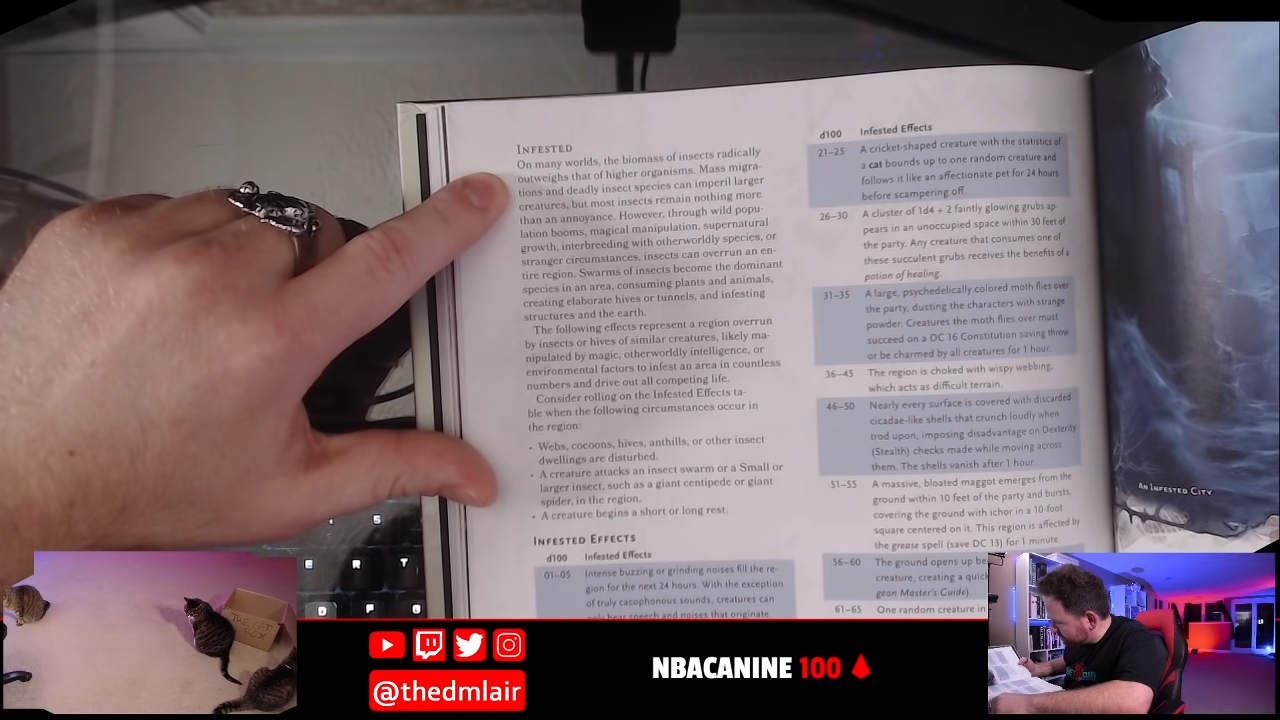 INFESTED
On many worlds, the biomass of insects radically
outweighs that of higher organisms. Mass migra-
tions and deadly insect species can imperil larger
creatures, but most insects remain nothing more
than an annoyance. However, through wild popu-
lation booms, magical manipulation, supernatural
growth, interbreeding with otherworldly species, or
stranger circumstances, insects can overrun an en-
tire region. Swarms of insects become the dominant
species in an area, consuming plants and animals,
creating elaborate hives or tunnels, and infesting
structures and the earth.
The following effects represent a region overrun
by insects or hives of similar creatures, likely ma-
nipulated by magic, otherworldly intelligence, or
environmental factors to infest an area in countless
numbers and drive out all competing life.
Consider rolling on the Infested Effects ta-
ble when the following circumstances occur in
the region:
• Webs, cocoons, hives, anthills, or other insect
dwellings are disturbed.
• A creature attacks an insect swarm or a Small or
larger insect, such as a giant centipede or giant
spider, in the region.
• A creature begins a short or long rest.
INFESTED EFFECTS
d100 Infested Effects
01–05 Intense buzzing or grinding noises fill the re-
gion for the next 24 hours. With the exception
of truly cacophonous sounds, creatures can
only hear speech and noises that originate
d100 Infested Effects
21–25 A cricket-shaped creature with the statistics of
a cat bounds up to one random creature and
follows it like an affectionate pet for 24 hours
before scampering off.
26–30 A cluster of 1d4 + 2 faintly glowing grubs ap-
pears in an unoccupied space within 30 feet of
the party. Any creature that consumes one of
these succulent grubs receives the benefits of a
potion of healing.
31–35 A large, psychedelically colored moth flies over
the party, dusting the characters with strange
powder. Creatures the moth flies over must
succeed on a DC 16 Constitution saving throw
or be charmed by all creatures for 1 hour.
36–45 The region is choked with wispy webbing,
which acts as difficult terrain.
46–50 Nearly every surface is covered with discarded
cicadae-like shells that crunch loudly when
trod upon, imposing disadvantage on Dexterity
(Stealth) checks made while moving across
them. The shells vanish after 1 hour.
51–55 A massive, bloated maggot emerges from the
ground within 10 feet of the party and bursts,
covering the ground with ichor in a 10-foot
square centered on it. This region is affected by
the grease spell (save DC 13) for 1 minute.
56–60 The ground opens up be
creature, creating a quick
geon Master's Guide).
61–65 One random creature in
AN INFESTED CITY
5
E R T
D F G
THE CAT
BOX
@thedmlair
NBACANINE 100